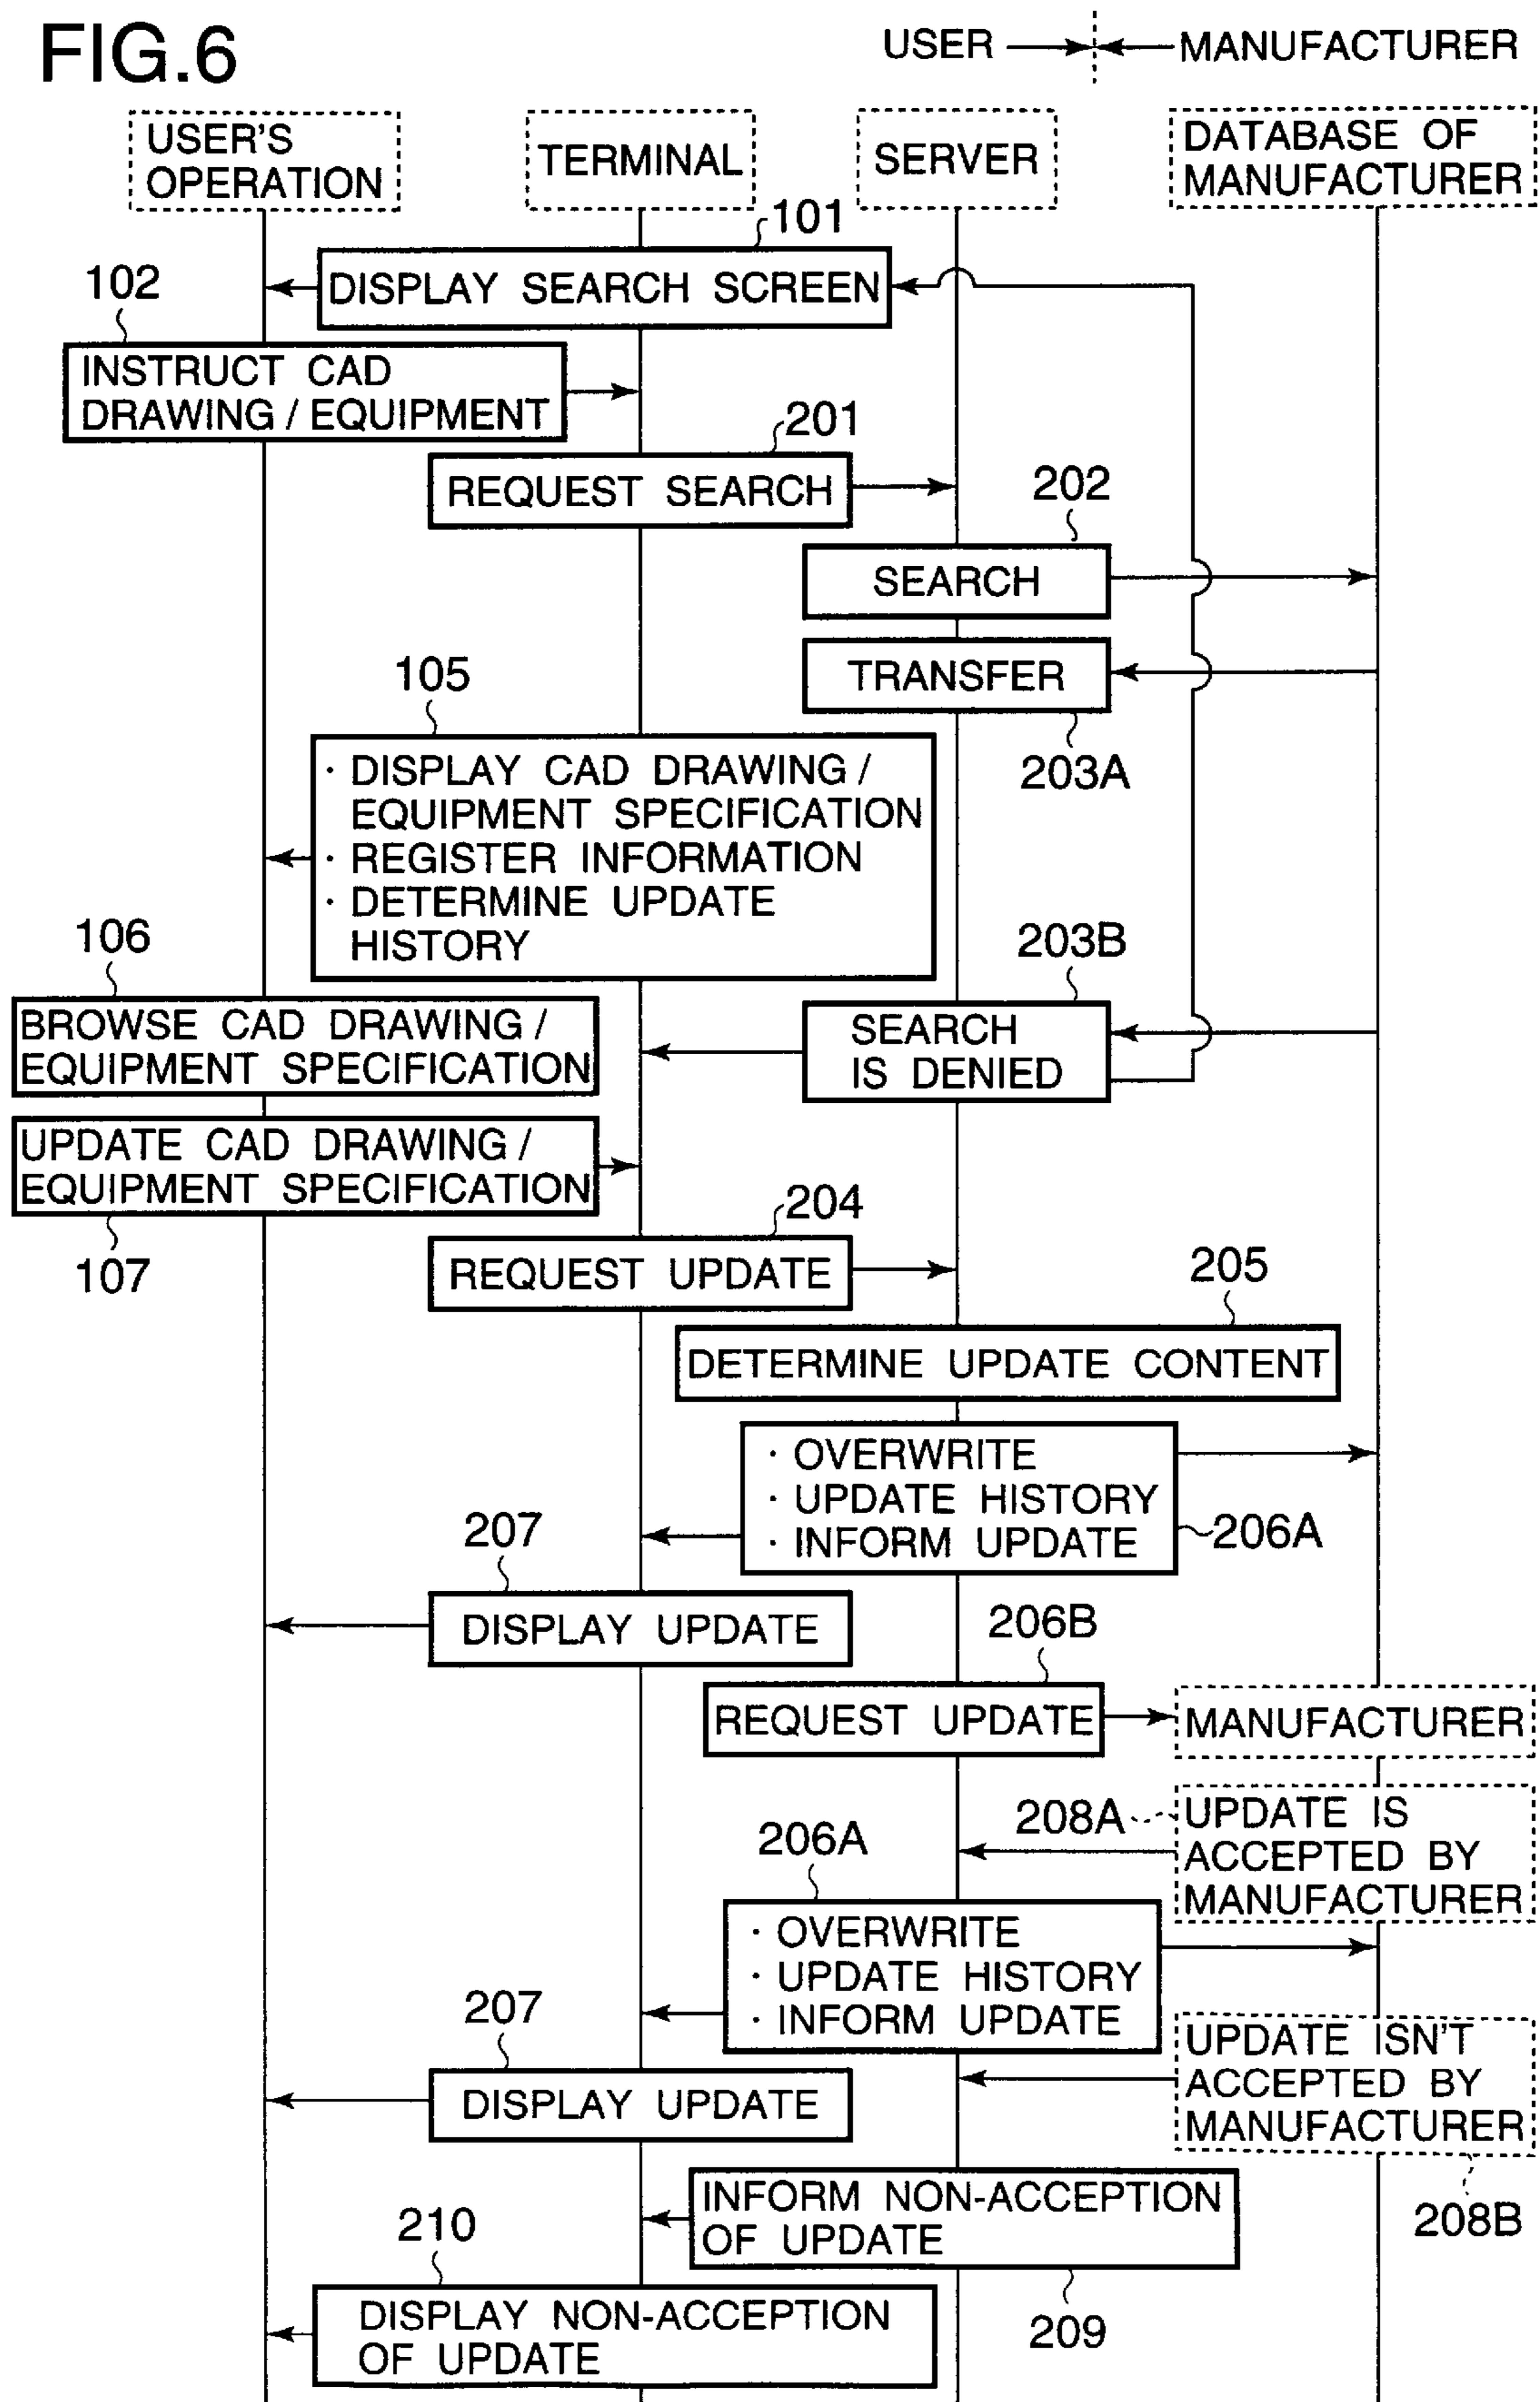 FIG.6
USER
MANUFACTURER
USER'S
OPERATION
TERMINAL
SERVER
DATABASE OF
MANUFACTURER
101
DISPLAY SEARCH SCREEN
102
INSTRUCT CAD
DRAWING / EQUIPMENT
201
REQUEST SEARCH
202
SEARCH
TRANSFER
203A
105
· DISPLAY CAD DRAWING /
EQUIPMENT SPECIFICATION
· REGISTER INFORMATION
· DETERMINE UPDATE
HISTORY
106
BROWSE CAD DRAWING /
EQUIPMENT SPECIFICATION
203B
SEARCH
IS DENIED
UPDATE CAD DRAWING /
EQUIPMENT SPECIFICATION
107
204
REQUEST UPDATE
205
DETERMINE UPDATE CONTENT
· OVERWRITE
· UPDATE HISTORY
· INFORM UPDATE
206A
207
DISPLAY UPDATE
206B
REQUEST UPDATE
MANUFACTURER
208A
UPDATE IS
ACCEPTED BY
MANUFACTURER
206A
· OVERWRITE
· UPDATE HISTORY
· INFORM UPDATE
207
DISPLAY UPDATE
UPDATE ISN'T
ACCEPTED BY
MANUFACTURER
208B
INFORM NON-ACCEPTION
OF UPDATE
209
210
DISPLAY NON-ACCEPTION
OF UPDATE